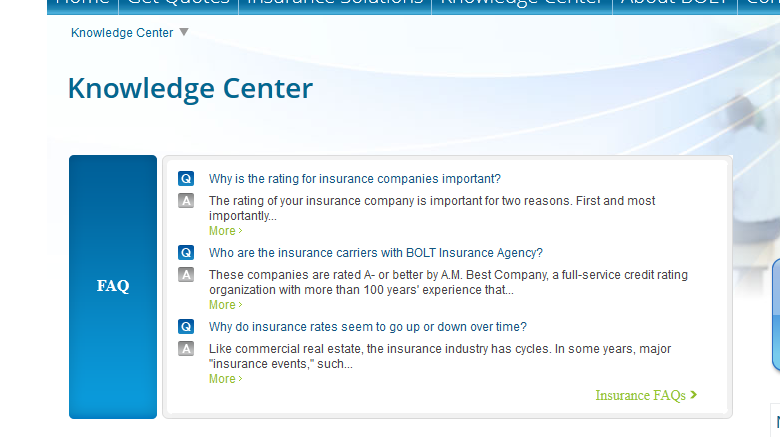 Home Get Quotes Insurance Solutions Knowledge Center About BOLT
Knowledge Center
Knowledge Center
FAQ
Q Why is the rating for insurance companies important?
A The rating of your insurance company is important for two reasons. First and most
importantly...
More ›
Q Who are the insurance carriers with BOLT Insurance Agency?
A These companies are rated A- or better by A.M. Best Company, a full-service credit rating
organization with more than 100 years' experience that...
More ›
Q Why do insurance rates seem to go up or down over time?
A Like commercial real estate, the insurance industry has cycles. In some years, major
"insurance events," such...
More ›
Insurance FAQs ›